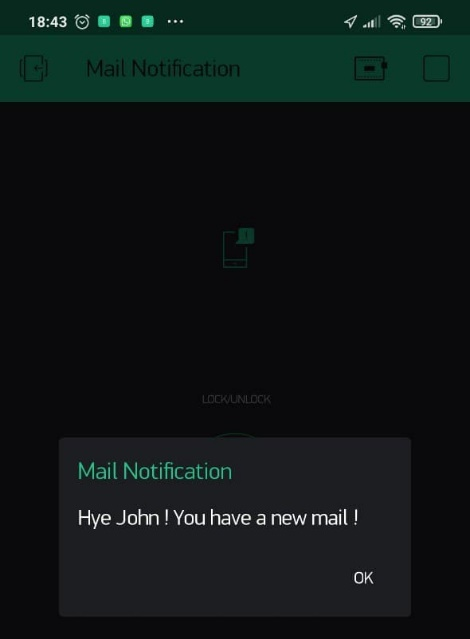 18:43
92
Mail Notification
LOCK/UNLOCK
Mail Notification
Hye John ! You have a new mail !
OK